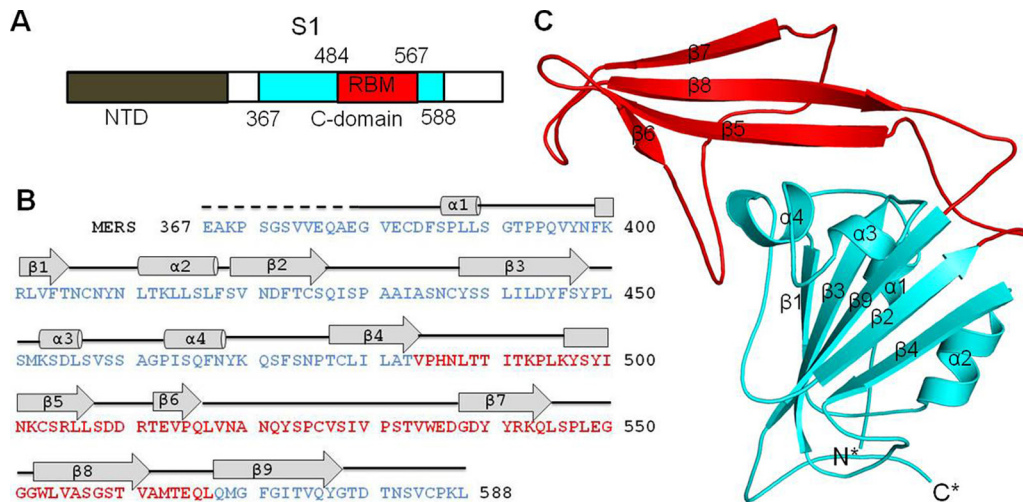 A
S1
484 567
RBM
NTD 367 C-domain 588
B
α1
MERS 367 EAKP SGSVVEQAEG VECDFSPLLS GTPPQVYNFK 400
β1 α2 β2 β3
RLVFTNCNYN LTKLLSLFSV NDFTCSQISP AAIASNCYSS LILDYFSYPL 450
α3 α4 β4
SMKSDLSVSS AGPISQFNYK QSFSNPTCLI LATVPHNLTT ITKPLKYSYI 500
β5 β6 β7
NKCSRLLSDD RTEVPQLVNA NQYSPCVSIV PSTVWEDGDY YRKQLSPLEG 550
β8 β9
GGWLVASGST VAMTEQLQMG FGITVQYGTD TNSVCPKL 588
C
β7
β8
β6 β5
α4
α3
β1 β3 β9 α1
β2
β4 α2
N*
C*